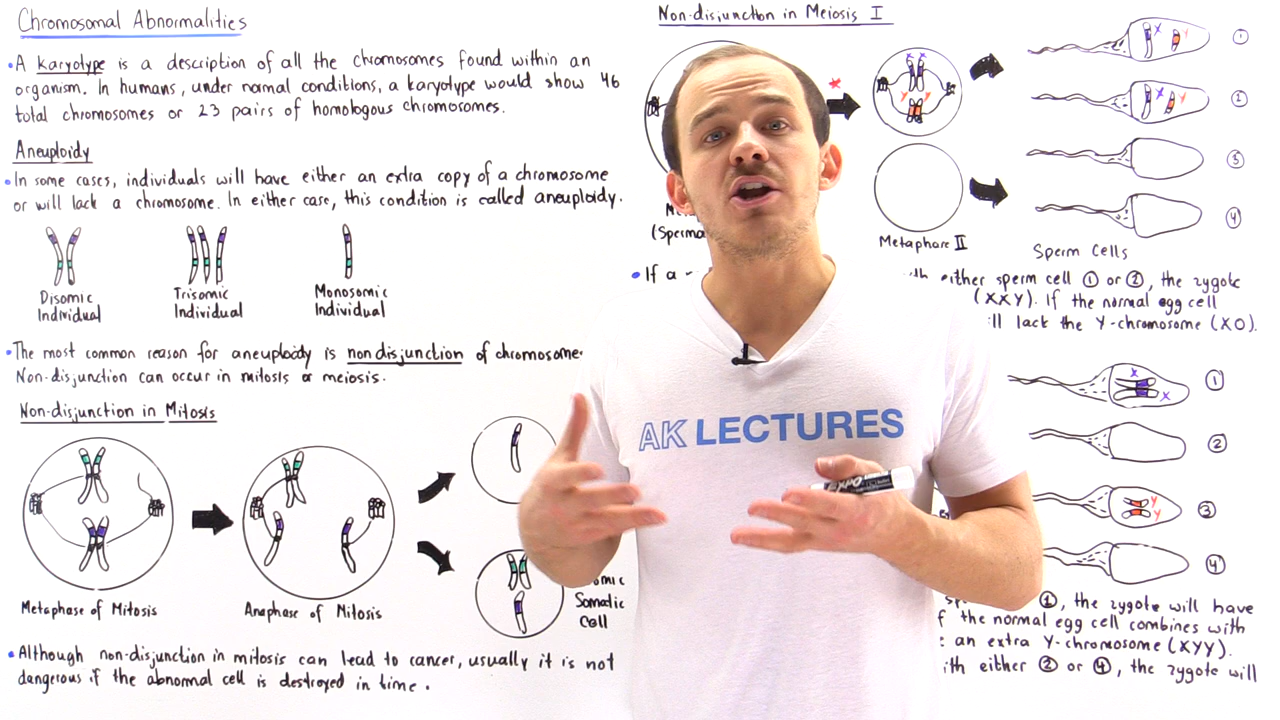 Chromosomal Abnormalities
• A karyotype is a description of all the chromosomes found within an
organism. In humans, under normal conditions, a karyotype would show 46
total chromosomes or 23 pairs of homologous chromosomes.
Aneuploidy
• In some cases, individuals will have either an extra copy of a chromosome
or will lack a chromosome. In either case, this condition is called aneuploidy.
Disomic
Individual
Trisomic
Individual
Monosomic
Individual
• The most common reason for aneuploidy is nondisjunction of chromosome
Non-disjunction can occur in mitosis or meiosis.
Non-disjunction in Mitosis
Metaphase of Mitosis
Anaphase of Mitosis
Somatic
Cell
• Although non-disjunction in mitosis can lead to cancer, usually it is not
dangerous if the abnormal cell is destroyed in time.
Non-disjunction in Meiosis I
X X
Y Y
Metaphase II
X Y 1
X Y 2
3
4
Sperm Cells
• If a
either sperm cell 1 or 2, the zygote
(XXY). If the normal egg cell
lack the Y-chromosome (XO).
X X 1
2
Y Y 3
4
1, the zygote will have
the normal egg cell combines with
an extra Y-chromosome (XYY).
either 2 or 4, the zygote will
AK LECTURES
EXPO